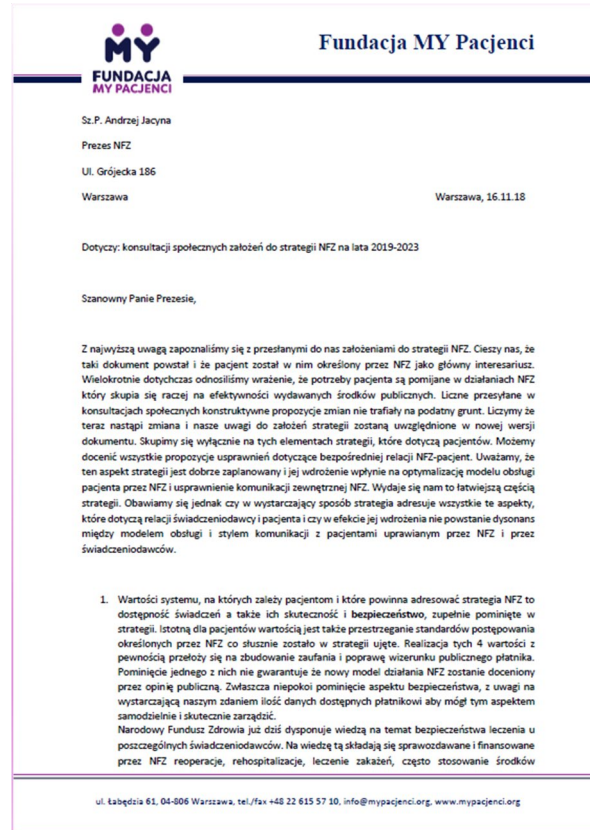 MY
FUNDACJA
MY PACJENCI
Fundacja MY Pacjenci
Sz.P. Andrzej Jacyna
Prezes NFZ
Ul. Grójecka 186
Warszawa
Warszawa, 16.11.18
Dotyczy: konsultacji społecznych założeń do strategii NFZ na lata 2019-2023
Szanowny Panie Prezesie,
Z najwyższą uwagą zapoznaliśmy się z przesłanymi do nas założeniami do strategii NFZ. Cieszy nas, że
taki dokument powstał i że pacjent został w nim określony przez NFZ jako główny interesariusz.
Wielokrotnie dotychczas odnosiliśmy wrażenie, że potrzeby pacjenta są pomijane w działaniach NFZ
który skupia się raczej na efektywności wydawanych środków publicznych. Liczne przesyłane w
konsultacjach społecznych konstruktywne propozycje zmian nie trafiały na podatny grunt. Liczymy że
teraz nastąpi zmiana i nasze uwagi do założeń strategii zostaną uwzględnione w nowej wersji
dokumentu. Skupimy się wyłącznie na tych elementach strategii, które dotyczą pacjentów. Możemy
docenić wszystkie propozycje usprawnień dotyczące bezpośredniej relacji NFZ-pacjent. Uważamy, że
ten aspekt strategii jest dobrze zaplanowany i jej wdrożenie wpłynie na optymalizację modelu obsługi
pacjenta przez NFZ i usprawnienie komunikacji zewnętrznej NFZ. Wydaje się nam to łatwiejszą częścią
strategii. Obawiamy się jednak czy w wystarczający sposób strategia adresuje wszystkie te aspekty,
które dotyczą relacji świadczeniodawcy i pacjenta i czy w efekcie jej wdrożenia nie powstanie dysonans
między modelem obsługi i stylem komunikacji z pacjentami uprawianym przez NFZ i przez
świadczeniodawców.
1. Wartości systemu, na których zależy pacjentom i które powinna adresować strategia NFZ to
dostępność świadczeń a także ich skuteczność i bezpieczeństwo, zupełnie pominięte w
strategii. Istotną dla pacjentów wartością jest także przestrzeganie standardów postępowania
określonych przez NFZ co słusznie zostało w strategii ujęte. Realizacja tych 4 wartości z
pewnością przełoży się na zbudowanie zaufania i poprawę wizerunku publicznego płatnika.
Pominięcie jednego z nich nie gwarantuje że nowy model działania NFZ zostanie doceniony
przez opinię publiczną. Zwłaszcza niepokoi pominięcie aspektu bezpieczeństwa, z uwagi na
wystarczającą naszym zdaniem ilość danych dostępnych płatnikowi aby mógł tym aspektem
samodzielnie i skutecznie zarządzić.
Narodowy Fundusz Zdrowia już dziś dysponuje wiedzą na temat bezpieczeństwa leczenia u
poszczególnych świadczeniodawców. Na wiedzę tą składają się sprawozdawane i finansowane
przez NFZ reoperacje, rehospitalizacje, leczenie zakażeń, często stosowanie środków
ul. Łabędzia 61, 04-806 Warszawa, tel./fax +48 22 615 57 10, info@mypacjenci.org, www.mypacjenci.org